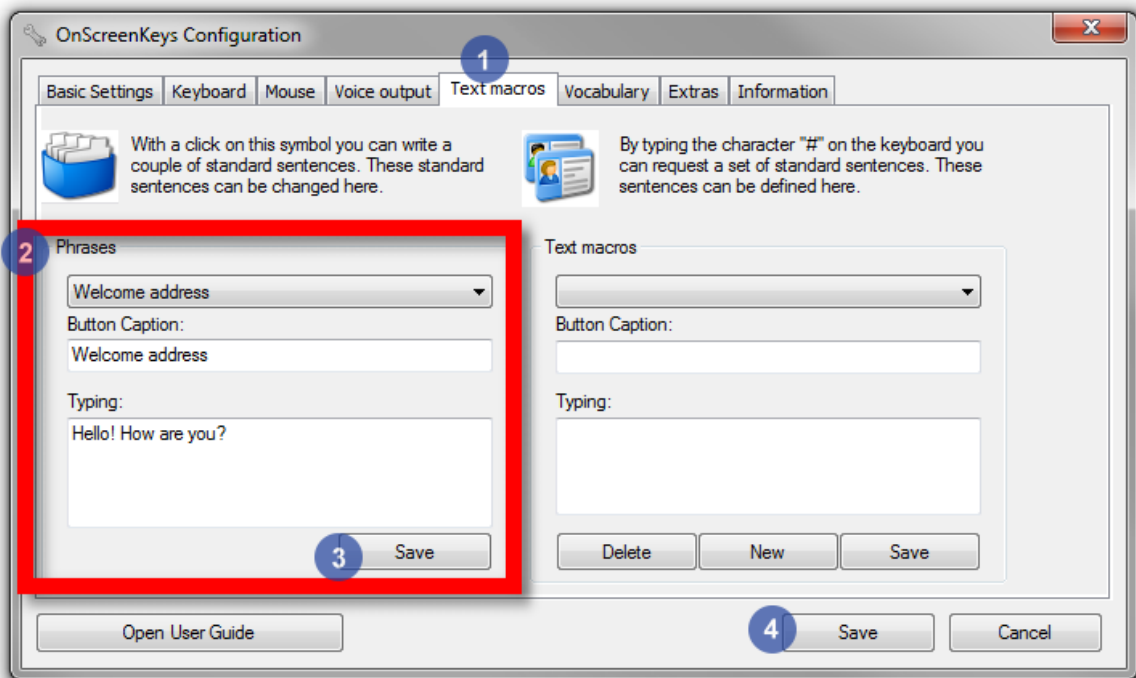 OnScreenKeys Configuration
1
Basic Settings Keyboard Mouse Voice output Text macros Vocabulary Extras Information
With a click on this symbol you can write a
couple of standard sentences. These standard
sentences can be changed here.
By typing the character "#" on the keyboard you
can request a set of standard sentences. These
sentences can be defined here.
2
Phrases
Welcome address
Button Caption:
Welcome address
Typing:
Hello! How are you?
3
Save
Text macros
Button Caption:
Typing:
Delete New Save
Open User Guide
4
Save
Cancel